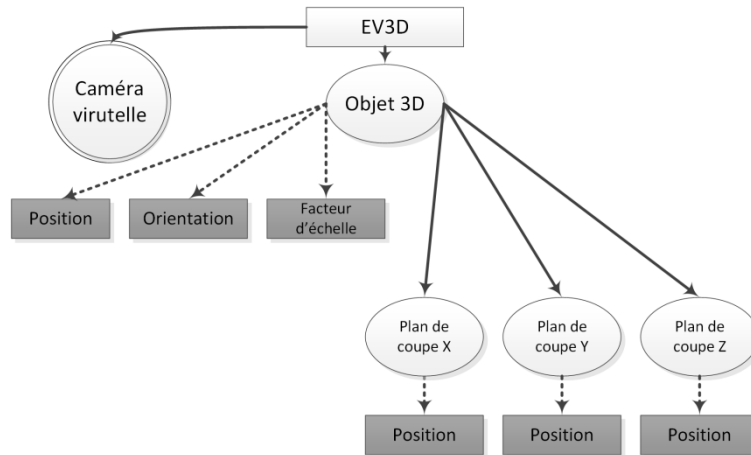 EV3D
Caméra
virutelle
Objet 3D
Position
Orientation
Facteur
d'échelle
Plan de
coupe X
Plan de
coupe Y
Plan de
coupe Z
Position
Position
Position